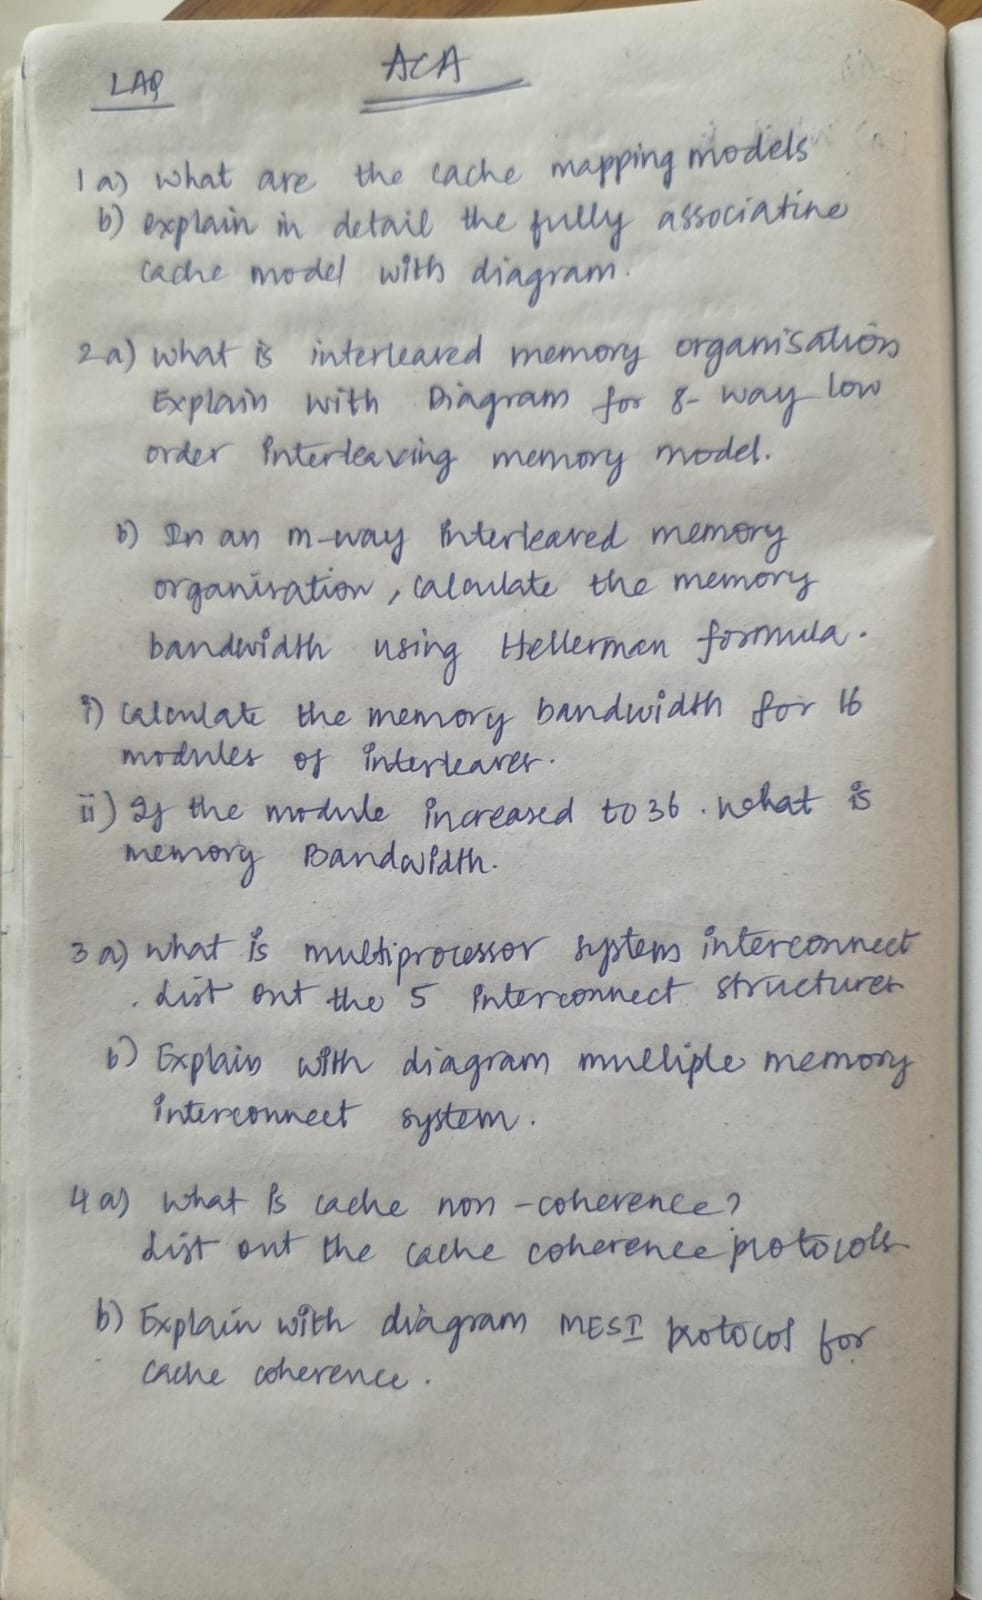 LAQ
ACA
1 a) What are the cache mapping models
b) explain in detail the fully associative
cache model with diagram.
2 a) What is interleaved memory organisation
Explain with Diagram for 8-way low
order Interleaving memory model.
b) In an m-way Interleaved memory
organisation, calculate the memory
bandwidth using Hellerman formula.
i) Calculate the memory bandwidth for 16
modules of interleaver.
ii) If the module increased to 36. what is
memory Bandwidth.
3 a) What is multiprocessor system interconnect
. List out the 5 Interconnect structures
b) Explain with diagram multiple memory
interconnect system.
4 a) What is cache non-coherence?
List out the cache coherence protocols
b) Explain with diagram MESI protocol for
cache coherence.